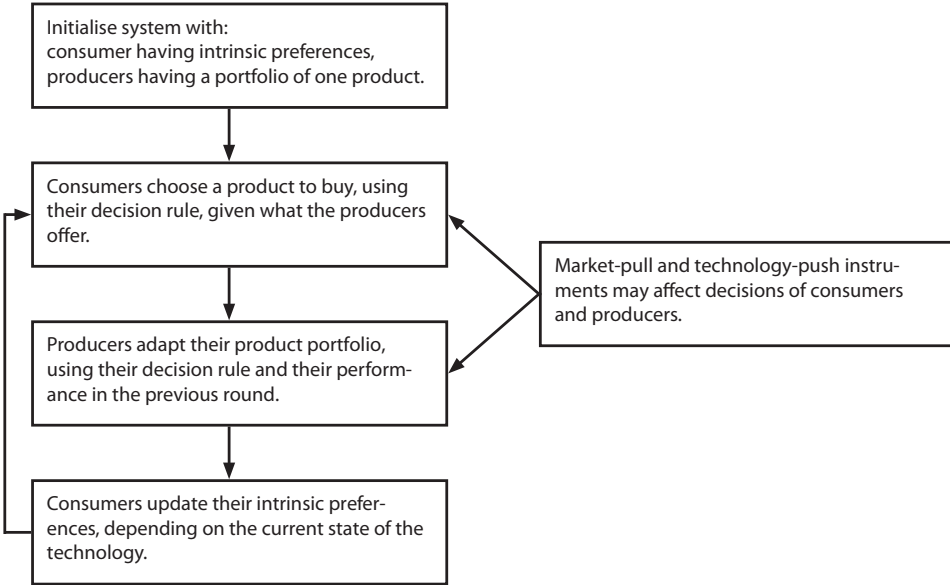 Initialise system with:
consumer having intrinsic preferences,
producers having a portfolio of one product.
Consumers choose a product to buy, using
their decision rule, given what the producers
offer.
Market-pull and technology-push instru-
ments may affect decisions of consumers
and producers.
Producers adapt their product portfolio,
using their decision rule and their perform-
ance in the previous round.
Consumers update their intrinsic prefer-
ences, depending on the current state of the
technology.